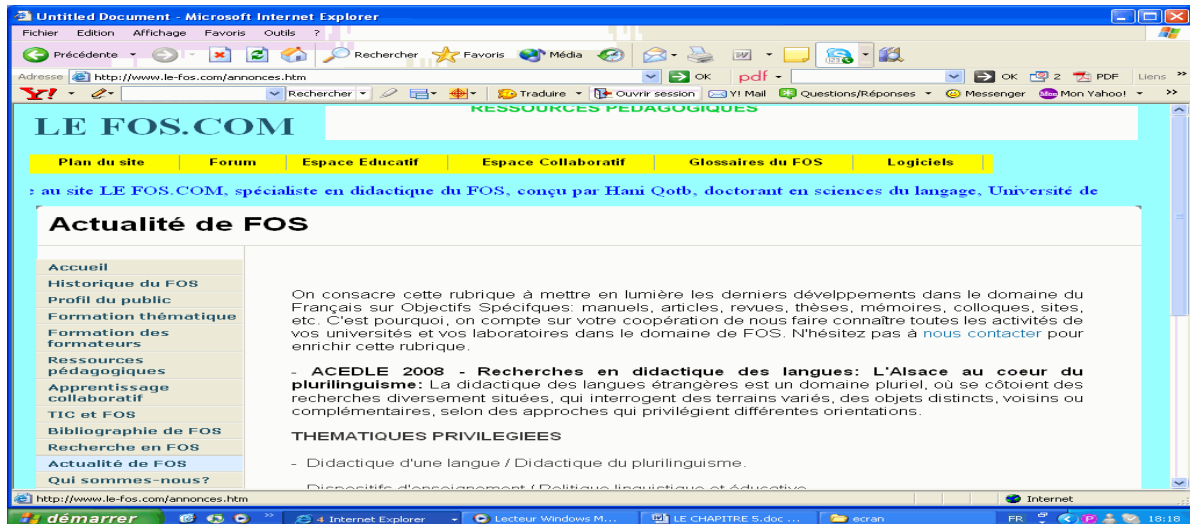 Untitled Document - Microsoft Internet Explorer
Fichier Edition Affichage Favoris Outils ?
Précédente Rechercher Favoris Média
Adresse http://www.le-fos.com/annonces.htm OK pdf OK 2 PDF Liens »
Y! Rechercher Traduire Ouvrir session Y! Mail Questions/Réponses Messenger Mon Yahoo! »
RESSOURCES PEDAGOGIQUES
LE FOS.COM
Plan du site Forum Espace Educatif Espace Collaboratif Glossaires du FOS Logiciels
: au site LE FOS.COM, spécialiste en didactique du FOS, conçu par Hani Qotb, doctorant en sciences du langage, Université de
Actualité de FOS
Accueil
Historique du FOS
Profil du public
Formation thématique
Formation des
formateurs
Ressources
pédagogiques
Apprentissage
collaboratif
TIC et FOS
Bibliographie de FOS
Recherche en FOS
Actualité de FOS
Qui sommes-nous?
On consacre cette rubrique à mettre en lumière les derniers dévelppements dans le domaine du
Français sur Objectifs Spécifques: manuels, articles, revues, thèses, mémoires, colloques, sites,
etc. C'est pourquoi, on compte sur votre coopération de nous faire connaître toutes les activités de
vos universités et vos laboratoires dans le domaine de FOS. N'hésitez pas à nous contacter pour
enrichir cette rubrique.
- ACEDLE 2008 - Recherches en didactique des langues: L'Alsace au coeur du
plurilinguisme: La didactique des langues étrangères est un domaine pluriel, où se côtoient des
recherches diversement situées, qui interrogent des terrains variés, des objets distincts, voisins ou
complémentaires, selon des approches qui privilégient différentes orientations.
THEMATIQUES PRIVILEGIEES
- Didactique d'une langue / Didactique du plurilinguisme.
- Dispositifs d'enseignement / Politique linguistique et éducative
http://www.le-fos.com/annonces.htm Internet
démarrer » 4 Internet Explorer Lecteur Windows M... LE CHAPITRE 5.doc ... ecran FR 18:18